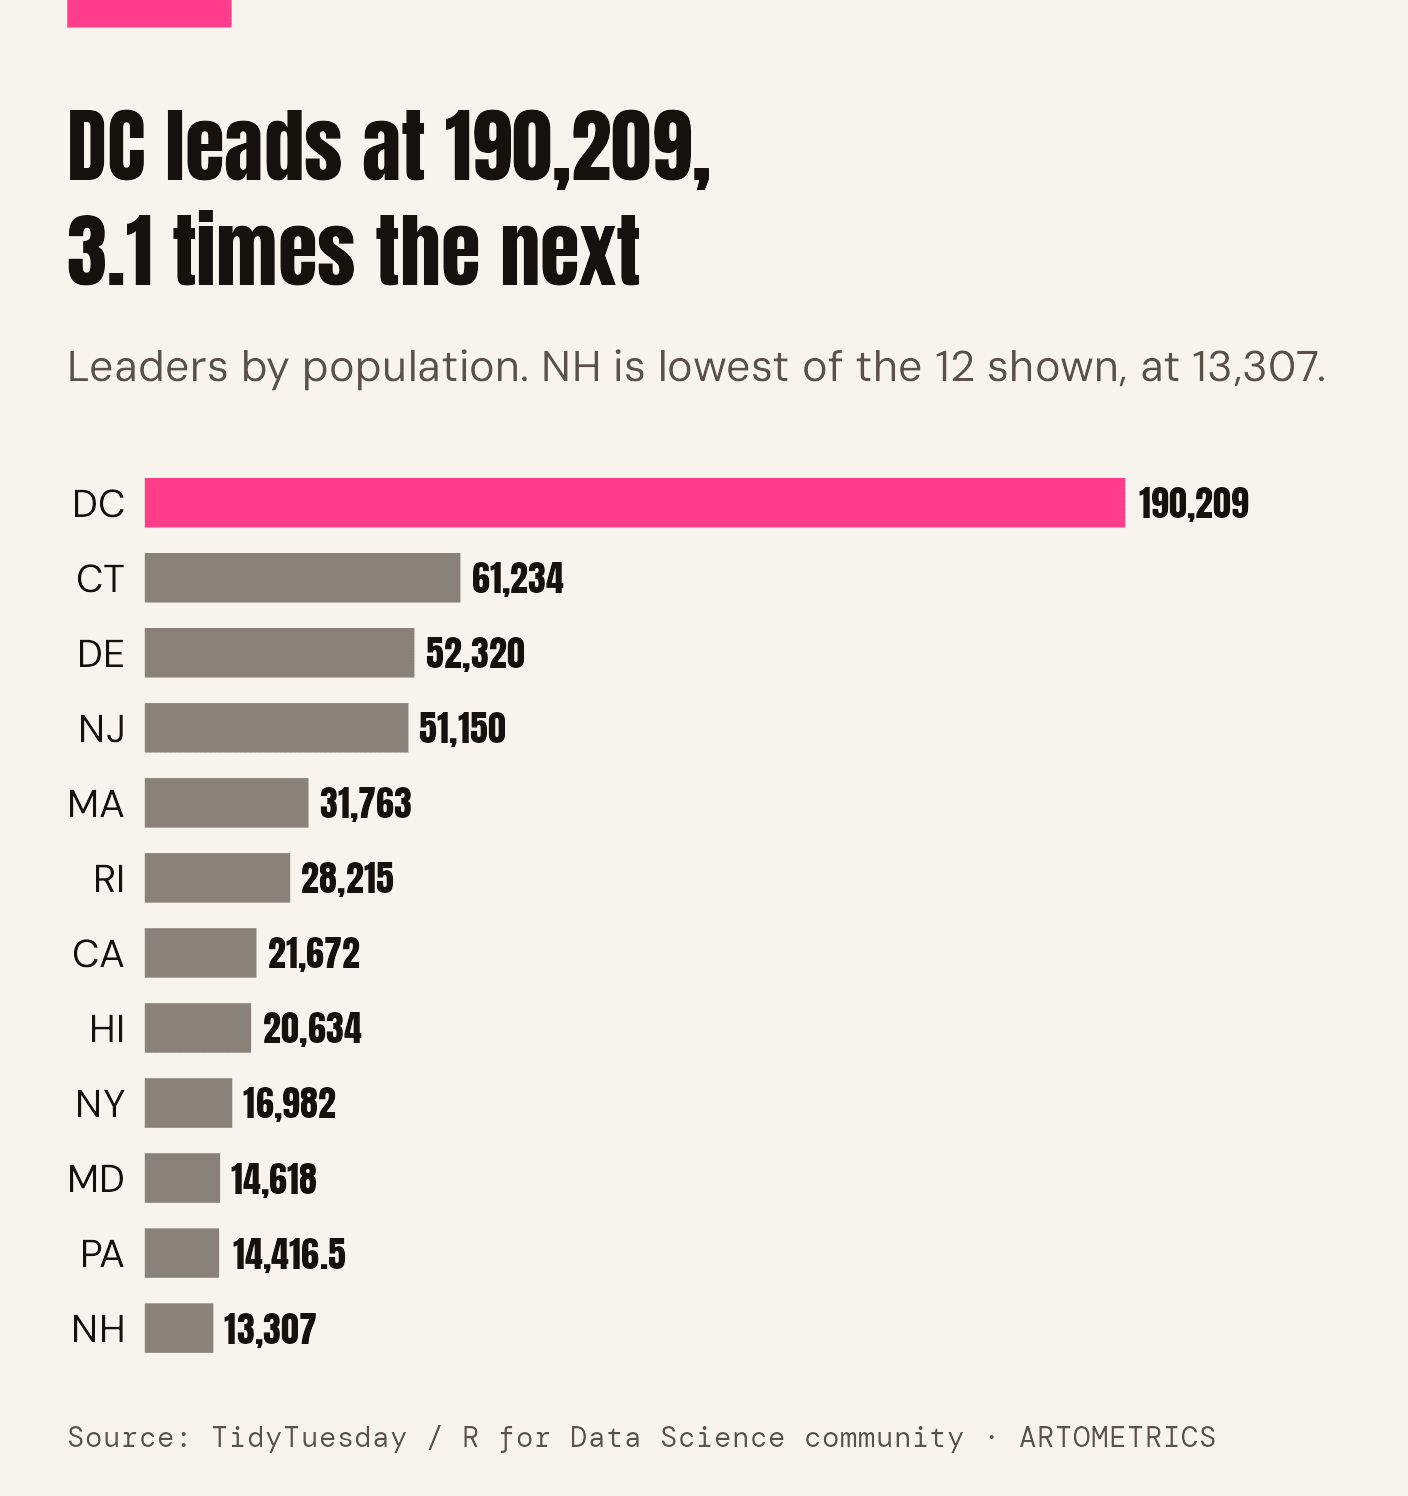 DC leads at 190,209,
3.1 times the next
Leaders by population. NH is lowest of the 12 shown, at 13,307.
DC 190,209
CT 61,234
DE 52,320
NJ 51,150
MA 31,763
RI 28,215
CA 21,672
HI 20,634
NY 16,982
MD 14,618
PA 14,416.5
NH 13,307
Source: TidyTuesday / R for Data Science community · ARTOMETRICS